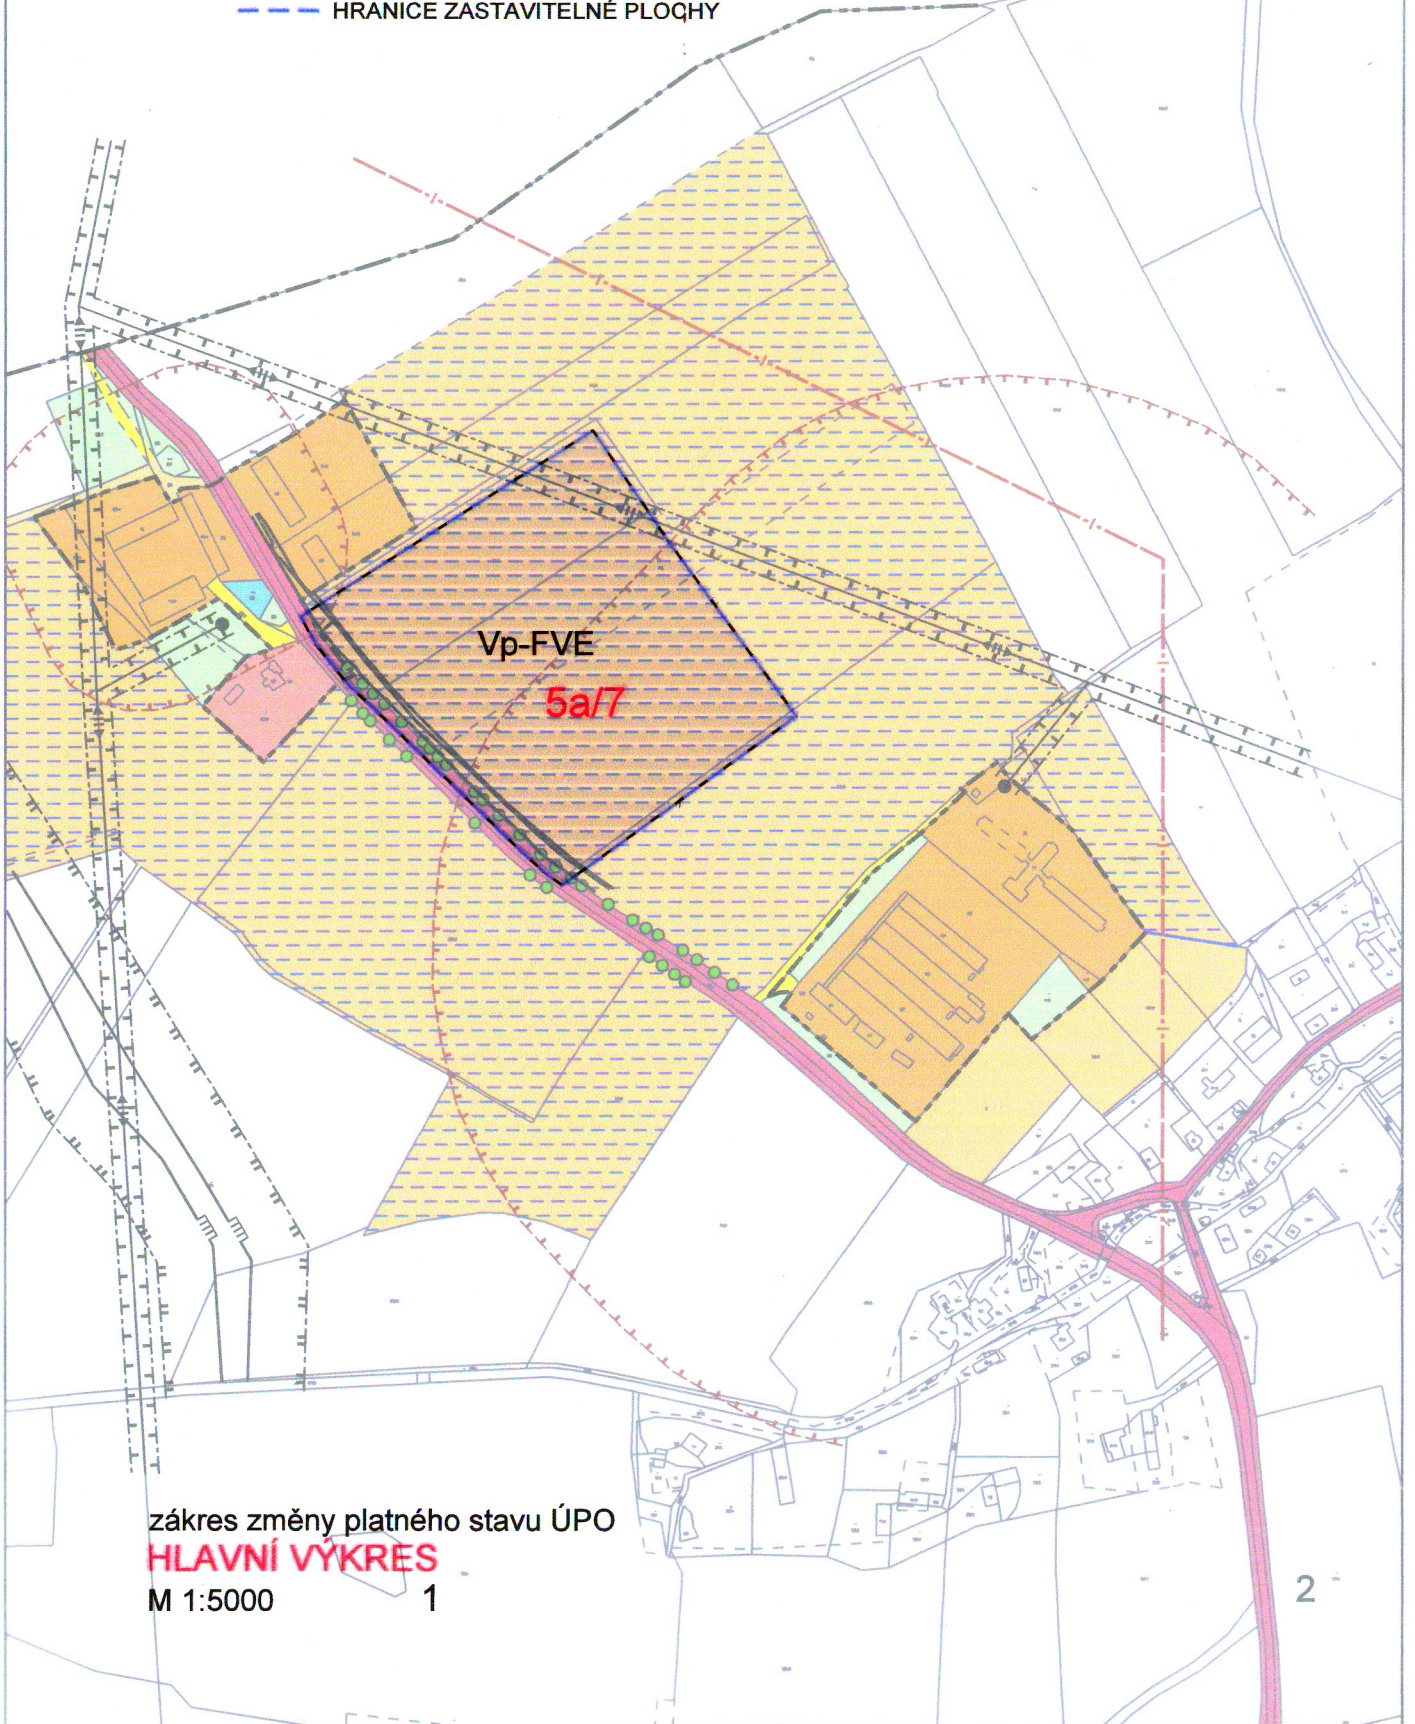 HRANICE ZASTAVITELNÉ PLOCHY
Vp-FVE
5a/7
zákres změny platného stavu ÚPO
HLAVNÍ VÝKRES
M 1:5000
1
2